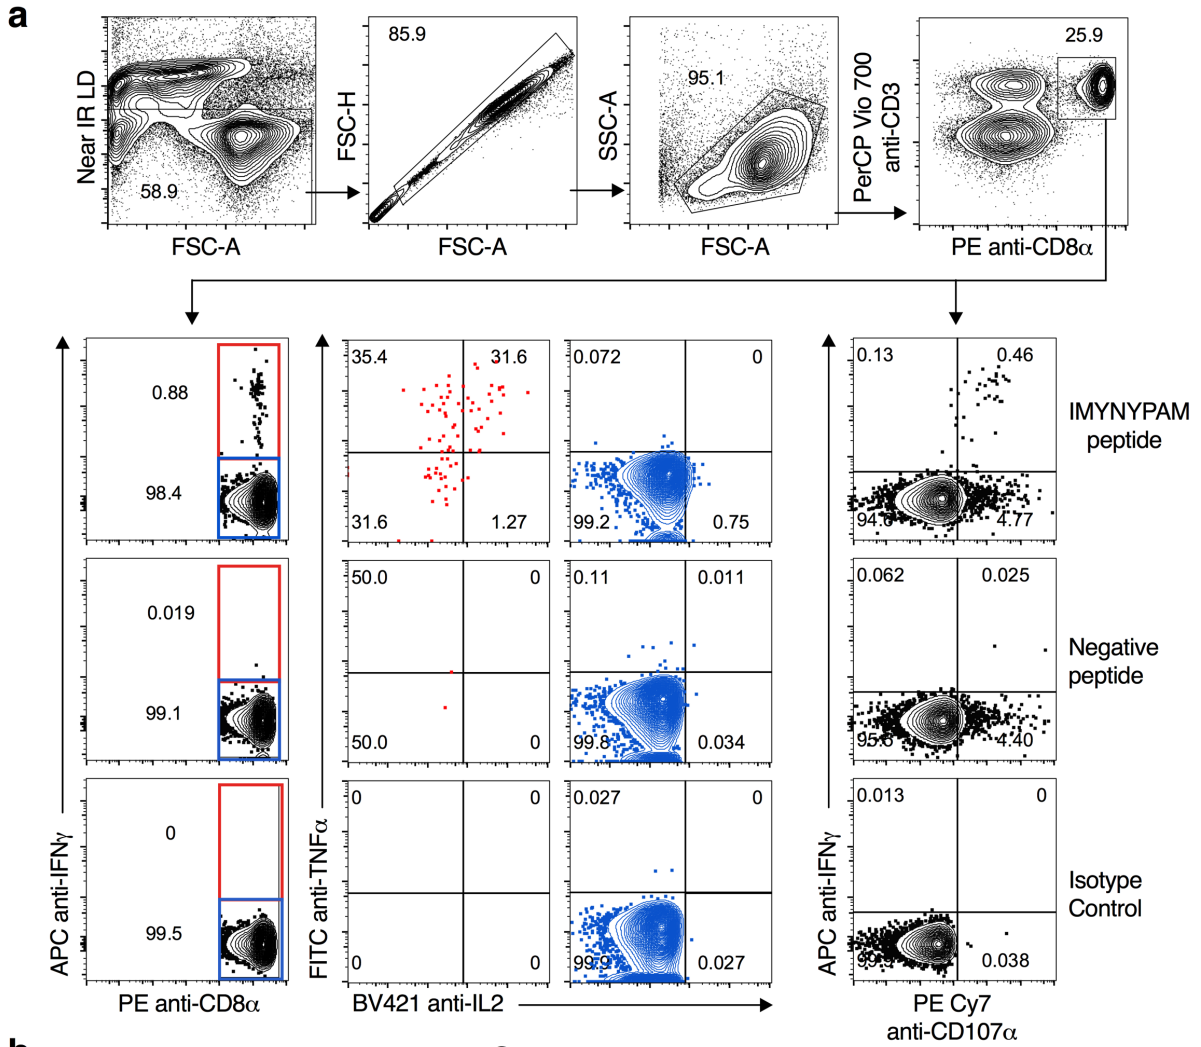 a
Near IR LD
58.9
FSC-A
85.9
FSC-H
FSC-A
95.1
SSC-A
FSC-A
25.9
PerCP Vio 700
anti-CD3
PE anti-CD8α
0.88
98.4
35.4
31.6
31.6
1.27
0.072
0
99.2
0.75
0.13
0.46
4.77
IMYNYPAM
peptide
0.019
99.1
50.0
0
50.0
0
0.11
0.011
99.8
0.034
0.062
0.025
4.40
Negative
peptide
0
99.5
0
0
0
0
0.027
0
99.9
0.027
0.013
0
0.038
Isotype
Control
APC anti-IFNγ
FITC anti-TNFα
APC anti-IFNγ
PE anti-CD8α
BV421 anti-IL2
PE Cy7
anti-CD107α